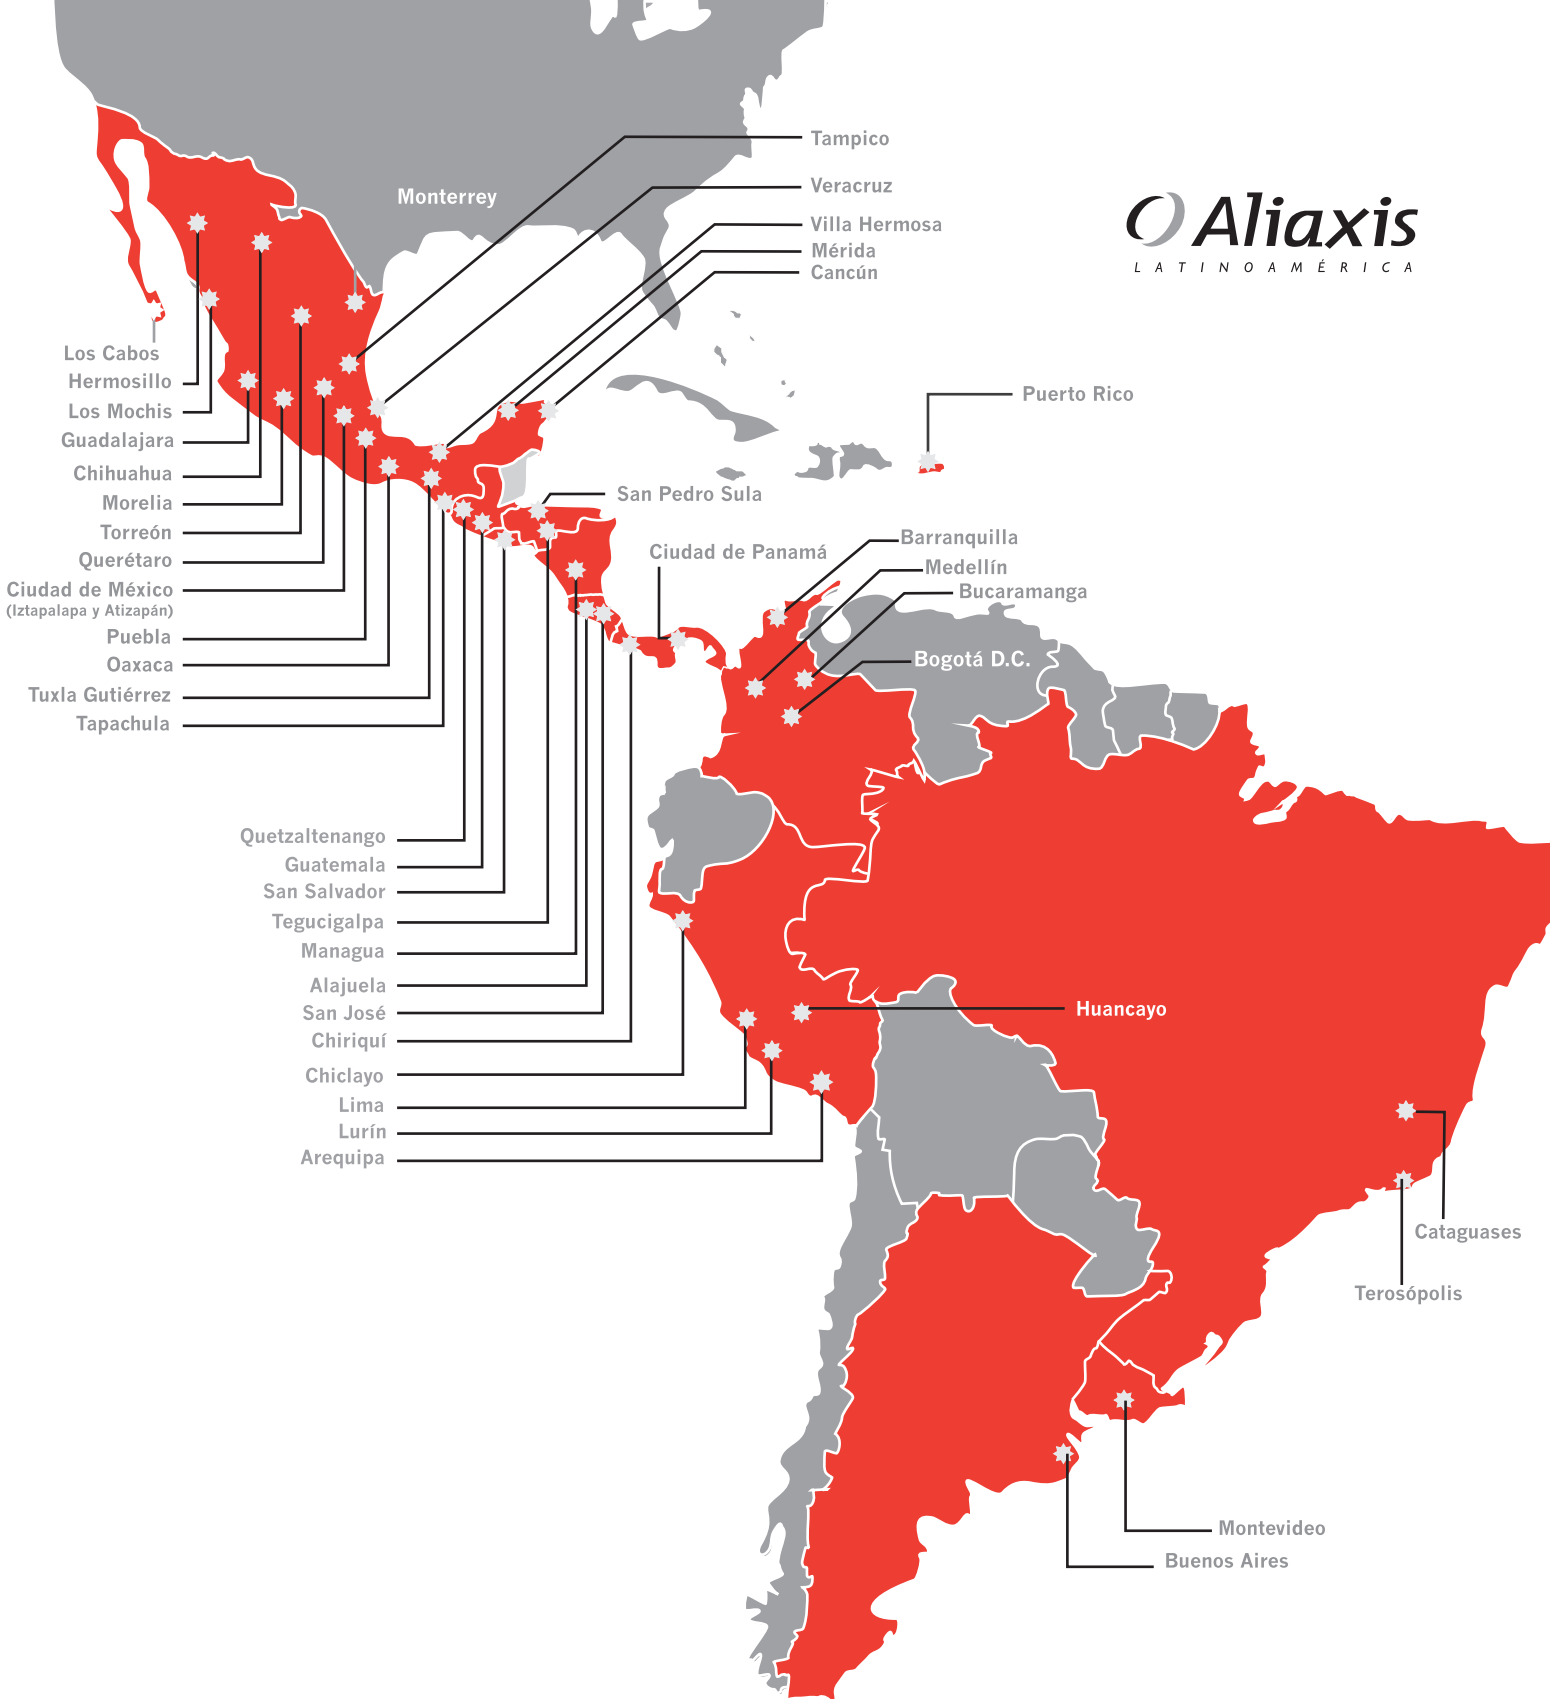 Tampico
Veracruz
Monterrey
Villa Hermosa
Mérida
Cancún
Aliaxis
LATINOAMÉRICA
Los Cabos
Hermosillo
Los Mochis
Guadalajara
Chihuahua
Morelia
Torreón
Querétaro
Ciudad de México
(Iztapalapa y Atizapán)
Puebla
Oaxaca
Tuxla Gutiérrez
Tapachula
Puerto Rico
San Pedro Sula
Ciudad de Panamá
Barranquilla
Medellín
Bucaramanga
Bogotá D.C.
Quetzaltenango
Guatemala
San Salvador
Tegucigalpa
Managua
Alajuela
San José
Chiriquí
Chiclayo
Lima
Lurín
Arequipa
Huancayo
Cataguases
Terosópolis
Montevideo
Buenos Aires